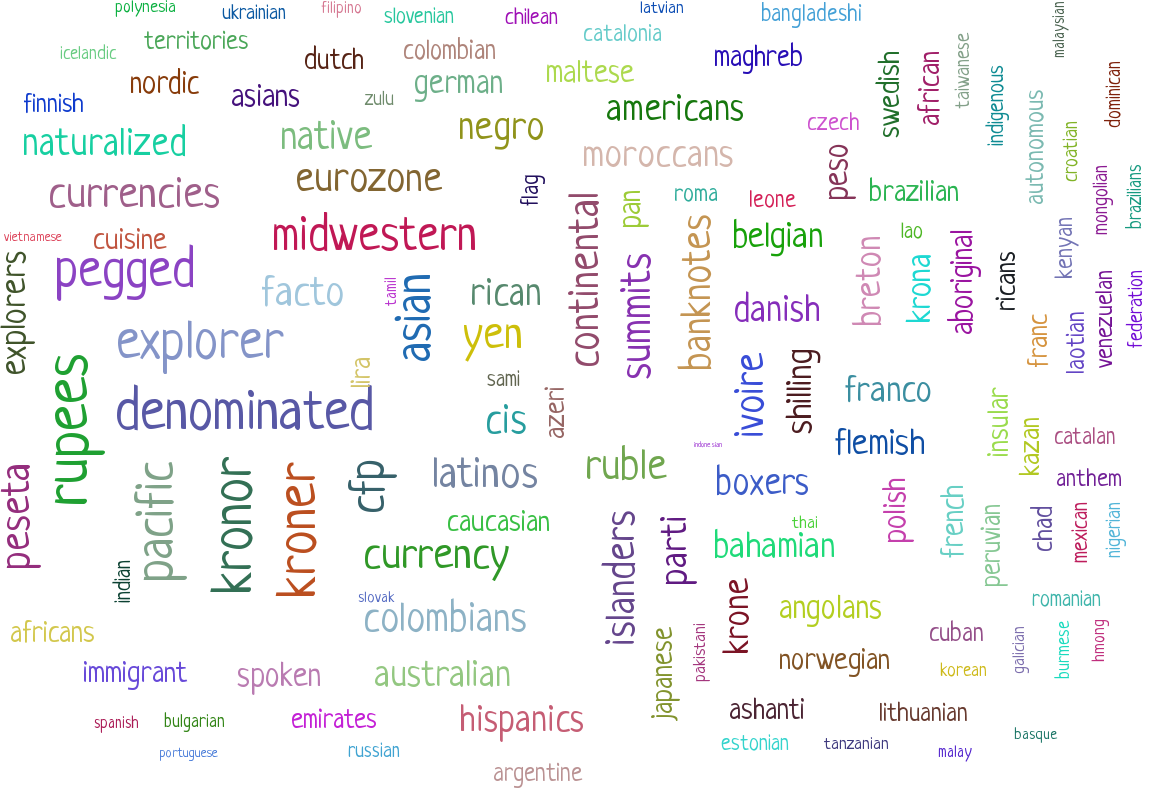 polynesia
ukrainian
filipino
slovenian
chilean
latvian
bangladeshi
malaysian
icelandic
territories
dutch
colombian
catalonia
maghreb
taiwanese
nordic
german
maltese
swedish
african
indigenous
dominican
finnish
asians
zulu
americans
autonomous
naturalized
native
negro
czech
croatian
moroccans
peso
currencies
eurozone
flag
continental
pan
roma
leone
brazilian
mongolian
brazilians
vietnamese
cuisine
midwestern
banknotes
belgian
lao
kenyan
explorers
pegged
facto
tamil
asian
rican
summits
danish
breton
krona
aboriginal
ricans
venezuelan
federation
explorer
yen
franc
laotian
rupees
lira
sami
ivoire
shilling
franco
denominated
cis
azeri
insular
kazan
catalan
indonesian
flemish
peseta
pacific
kronor
kroner
cfp
latinos
ruble
boxers
anthem
polish
french
peruvian
chad
mexican
nigerian
caucasian
thai
islanders
parti
bahamian
currency
indian
slovak
krone
colombians
angolans
romanian
africans
japanese
pakistani
cuban
galician
burmese
hmong
immigrant
spoken
australian
norwegian
korean
spanish
bulgarian
emirates
hispanics
ashanti
lithuanian
portuguese
russian
estonian
tanzanian
malay
basque
argentine